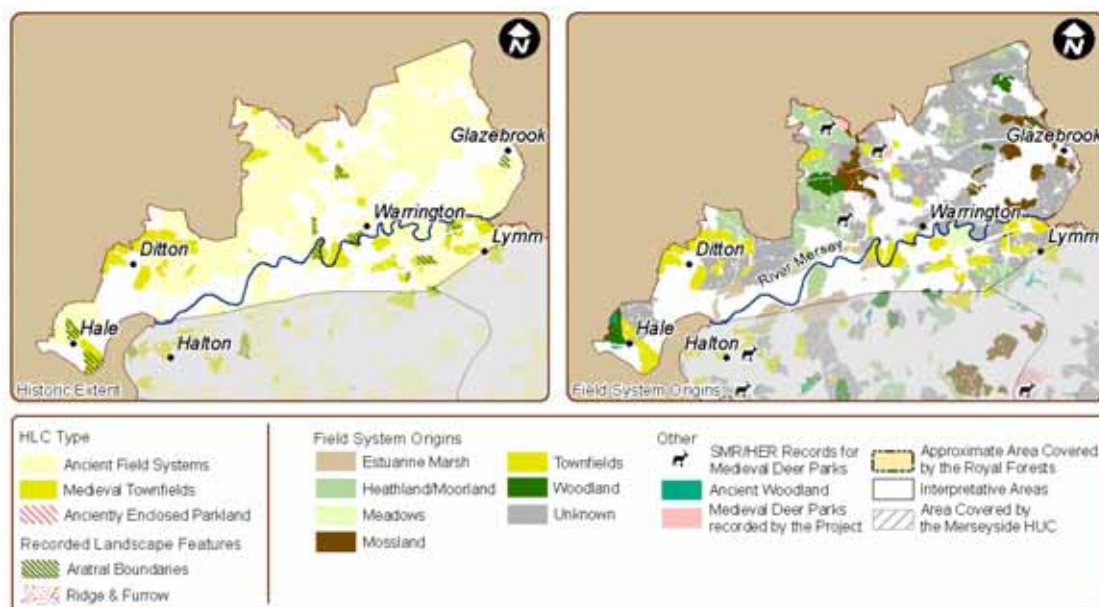 N
Glazebrook
Warrington
Lymm
Ditton
Hale
Halton
Historic Extent
N
Glazebrook
Warrington
Lymm
Ditton
River Mersey
Hale
Halton
Field System Origins
HLC Type
Ancient Field Systems
Medieval Townfields
Anciently Enclosed Parkland
Recorded Landscape Features
Aratral Boundaries
Ridge & Furrow
Field System Origins
Estuarine Marsh
Heathland/Moorland
Meadows
Mossland
Townfields
Woodland
Unknown
Other
SMR/HER Records for
Medieval Deer Parks
Ancient Woodland
Medieval Deer Parks
recorded by the Project
Approximate Area Covered
by the Royal Forests
Interpretative Areas
Area Covered by
the Merseyside HUC